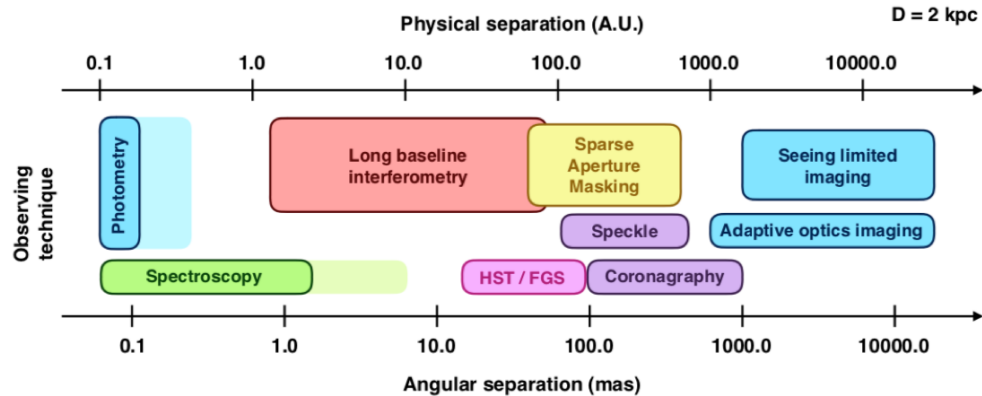 Physical separation (A.U.)
D = 2 kpc
0.1 1.0 10.0 100.0 1000.0 10000.0
Observing
technique
Photometry
Long baseline
interferometry
Sparse
Aperture
Masking
Seeing limited
imaging
Speckle
Adaptive optics imaging
Spectroscopy
HST / FGS
Coronagraphy
0.1 1.0 10.0 100.0 1000.0 10000.0
Angular separation (mas)